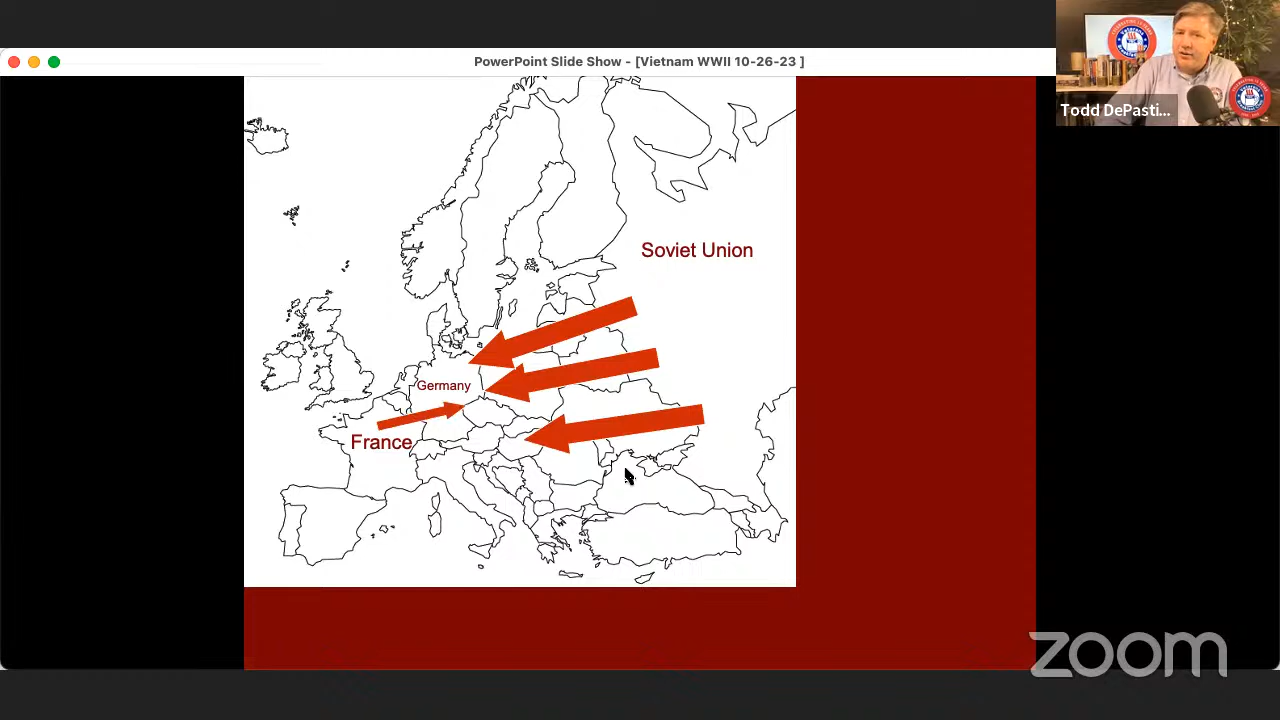 PowerPoint Slide Show - [Vietnam WWII 10-26-23 ]
Todd DePasti...
Soviet Union
Germany
France
zoom